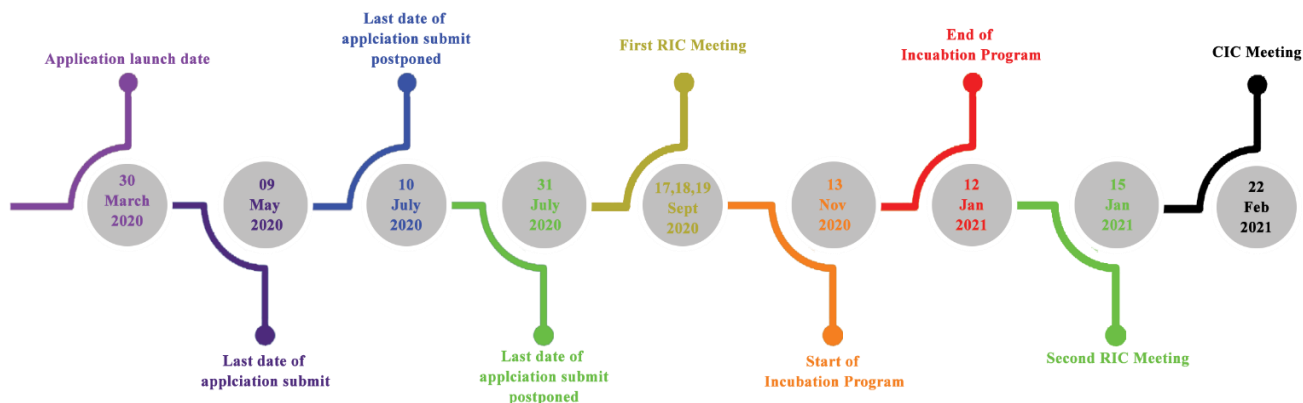 Application launch date
30
March
2020
09
May
2020
Last date of
applciation submit
Last date of
applciation submit
postponed
10
July
2020
31
July
2020
Last date of
applciation submit
postponed
First RIC Meeting
17,18,19
Sept
2020
13
Nov
2020
Start of
Incubation Program
End of
Incuabtion Program
12
Jan
2021
15
Jan
2021
Second RIC Meeting
CIC Meeting
22
Feb
2021